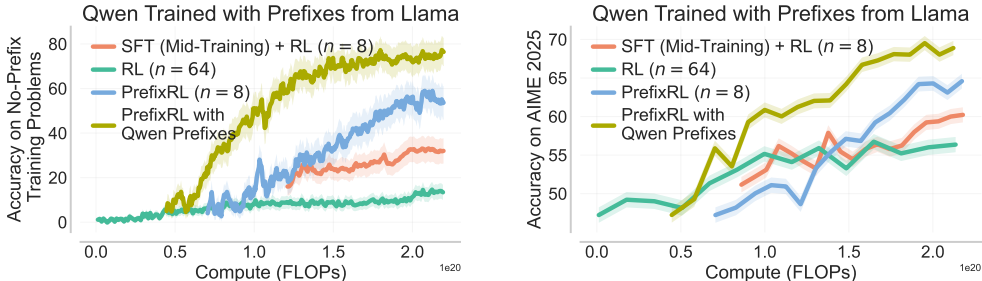 Qwen Trained with Prefixes from Llama
Accuracy on No-Prefix
Training Problems
80
60
40
20
0
SFT (Mid-Training) + RL (n = 8)
RL (n = 64)
PrefixRL (n = 8)
PrefixRL with
Qwen Prefixes
0.0 0.5 1.0 1.5 2.0
1e20
Compute (FLOPs)
Qwen Trained with Prefixes from Llama
Accuracy on AIME 2025
70
65
60
55
50
SFT (Mid-Training) + RL (n = 8)
RL (n = 64)
PrefixRL (n = 8)
PrefixRL with
Qwen Prefixes
0.0 0.5 1.0 1.5 2.0
1e20
Compute (FLOPs)